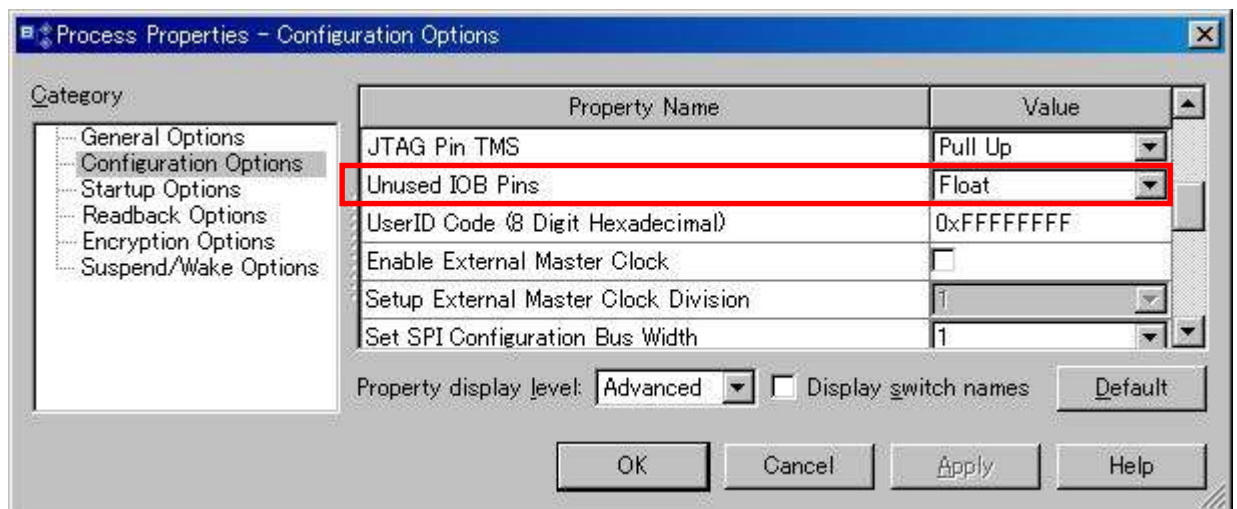 Process Properties - Configuration Options
Category
General Options
Configuration Options
Startup Options
Readback Options
Encryption Options
Suspend/Wake Options
Property Name Value
JTAG Pin TMS Pull Up
Unused IOB Pins Float
UserID Code (8 Digit Hexadecimal) 0xFFFFFFFF
Enable External Master Clock
Setup External Master Clock Division 1
Set SPI Configuration Bus Width 1
Property display level: Advanced Display switch names Default
OK Cancel Apply Help